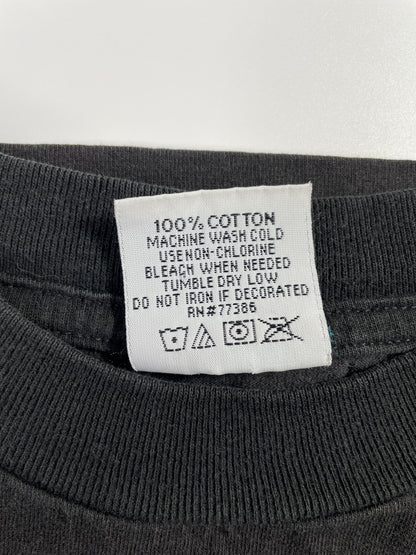 100% COTTON
MACHINE WASH COLD
USE NON-CHLORINE
BLEACH WHEN NEEDED
TUMBLE DRY LOW
DO NOT IRON IF DECORATED
RN#77386